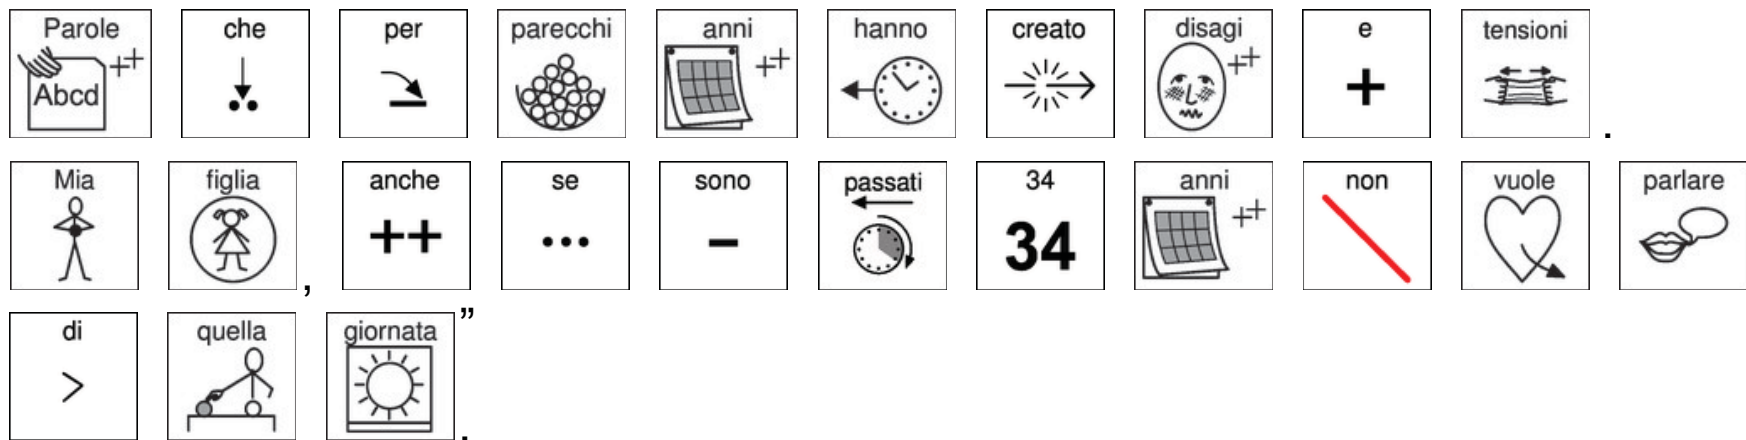 Parole che per parecchi anni hanno creato disagi e tensioni .
Mia figlia , anche se sono passati 34 anni non vuole parlare
di quella giornata ” .